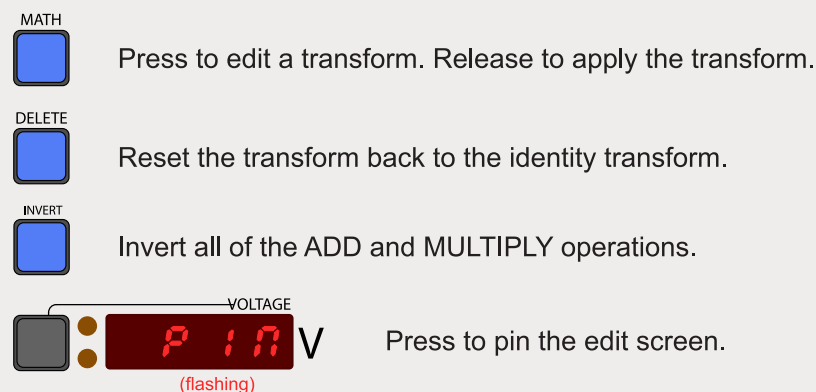 MATH
Press to edit a transform. Release to apply the transform.
DELETE
Reset the transform back to the identity transform.
INVERT
Invert all of the ADD and MULTIPLY operations.
VOLTAGE
P i n V
Press to pin the edit screen.
(flashing)